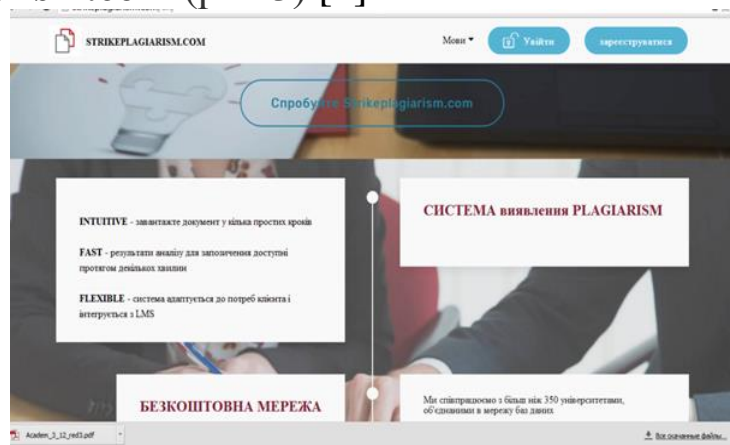 STRIKEPLAGIARISM.COM
Мови
Увійти
зареєструватися
Спробуйте Strikeplagiarism.com
INTUITIVE - завантажте документ у кілька простих кроків
FAST - результати аналізу для запозичення доступні
протягом декількох хвилин
FLEXIBLE - система адаптується до потреб клієнта і
інтегрується з LMS
СИСТЕМА виявлення PLAGIARISM
БЕЗКОШТОВНА МЕРЕЖА
Ми співпрацюємо з більш ніж 350 університетами,
об'єднаними в мережу баз даних
Academ_3_12_red3.pdf
Все скачанные файлы...